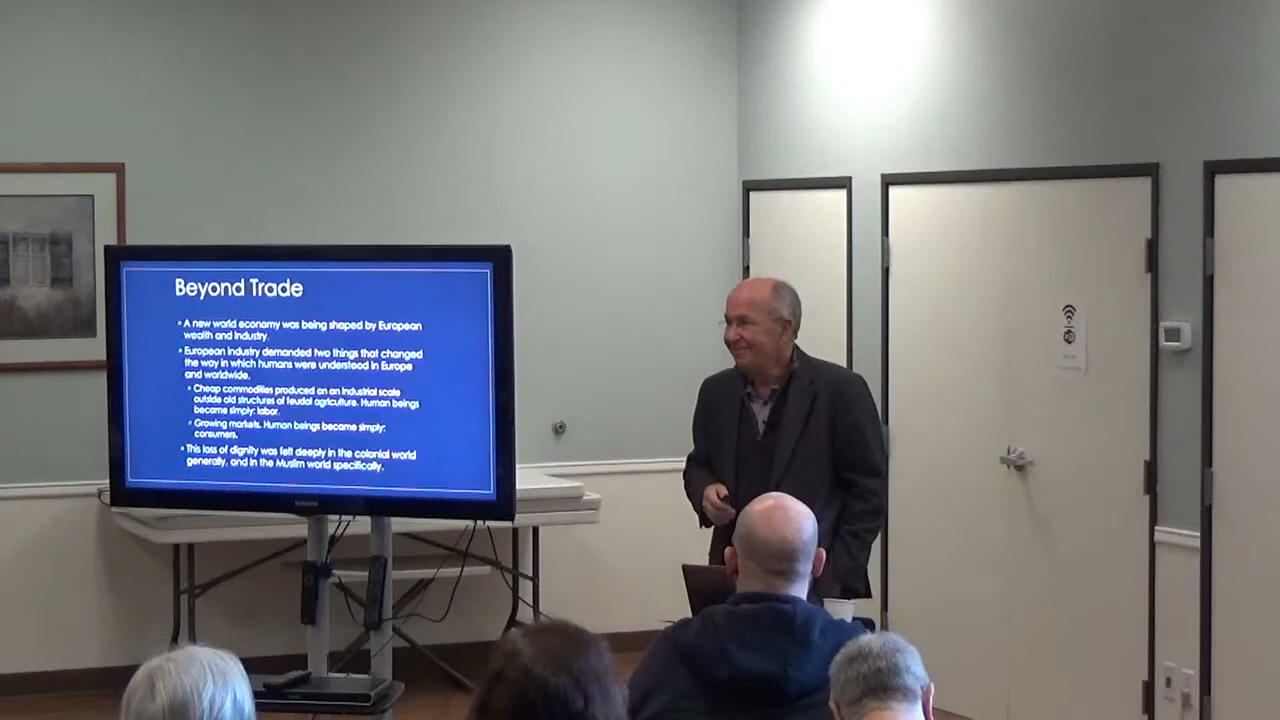 Beyond Trade
A new world economy was being shaped by European
wealth and industry.
European industry demanded two things that changed
the way in which humans were understood in Europe
and worldwide.
Cheap commodities produced on an industrial scale
outside old structures of feudal agriculture. Human beings
became simply: labor.
Growing markets. Human beings became simply:
consumers.
This loss of dignity was felt deeply in the colonial world
generally, and in the Muslim world specifically.
SAMSUNG